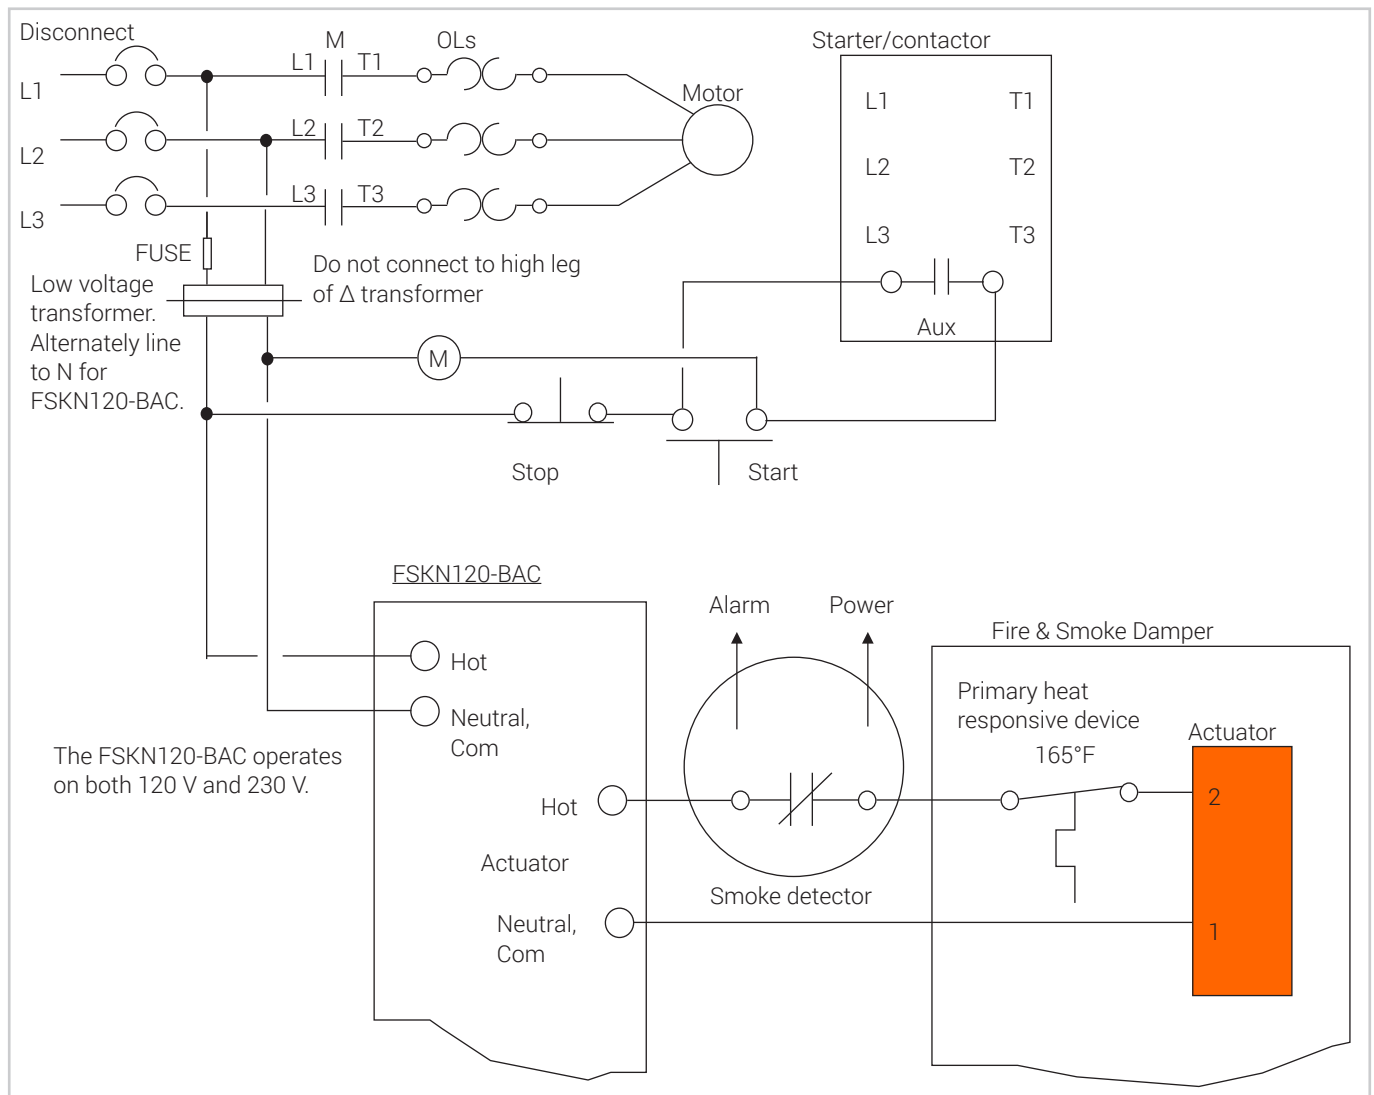 Disconnect
M
OLs
Starter/contactor
L1
L1
T1
Motor
L1
T1
L2
L2
T2
L2
T2
L3
L3
T3
L3
T3
FUSE
Do not connect to high leg
of Δ transformer
Low voltage
transformer.
Alternately line
to N for
FSKN120-BAC.
Aux
M
Stop
Start
FSKN120-BAC
Alarm
Power
Fire & Smoke Damper
Hot
Neutral,
Com
Primary heat
responsive device
165°F
Actuator
The FSKN120-BAC operates
on both 120 V and 230 V.
Hot
2
Actuator
Smoke detector
Neutral,
Com
1